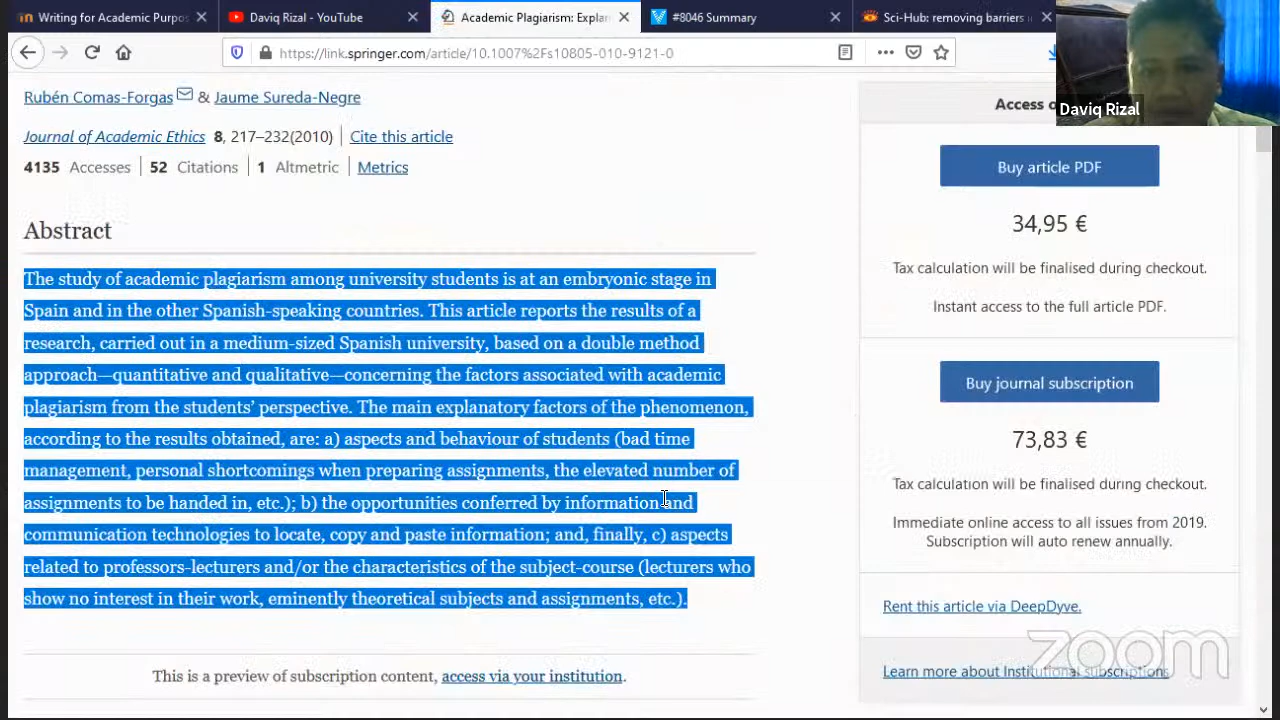 Writing for Academic Purpo
Daviq Rizal - YouTube
Academic Plagiarism: Explan
#8046 Summary
Sci-Hub: removing barriers
https://link.springer.com/article/10.1007%2Fs10805-010-9121-0
Daviq Rizal
Rubén Comas-Forgas & Jaume Sureda-Negre
Journal of Academic Ethics 8, 217–232(2010) Cite this article
4135 Accesses 52 Citations 1 Altmetric Metrics
Abstract
The study of academic plagiarism among university students is at an embryonic stage in
Spain and in the other Spanish-speaking countries. This article reports the results of a
research, carried out in a medium-sized Spanish university, based on a double method
approach—quantitative and qualitative—concerning the factors associated with academic
plagiarism from the students’ perspective. The main explanatory factors of the phenomenon,
according to the results obtained, are: a) aspects and behaviour of students (bad time
management, personal shortcomings when preparing assignments, the elevated number of
assignments to be handed in, etc.); b) the opportunities conferred by information and
communication technologies to locate, copy and paste information; and, finally, c) aspects
related to professors-lecturers and/or the characteristics of the subject-course (lecturers who
show no interest in their work, eminently theoretical subjects and assignments, etc.).
This is a preview of subscription content, access via your institution.
Access o
Buy article PDF
34,95 €
Tax calculation will be finalised during checkout.
Instant access to the full article PDF.
Buy journal subscription
73,83 €
Tax calculation will be finalised during checkout.
Immediate online access to all issues from 2019.
Subscription will auto renew annually.
Rent this article via DeepDyve.
Learn more about Institutional subscriptions
zoom